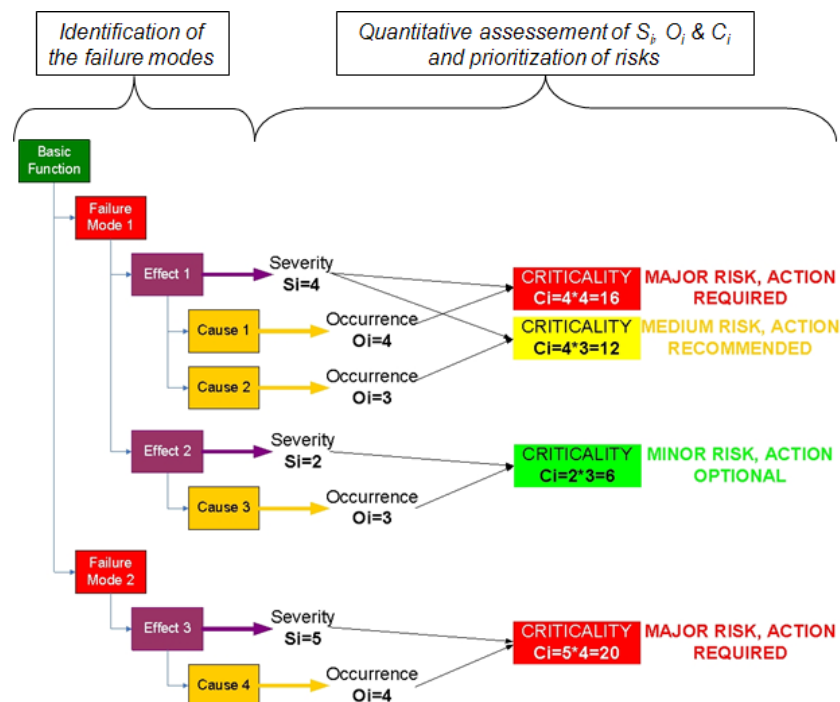 Identification of
the failure modes
Quantitative assessement of Si, Oi & Ci
and prioritization of risks
Basic
Function
Failure
Mode 1
Effect 1
Severity
Si=4
CRITICALITY
Ci=4*4=16
MAJOR RISK, ACTION
REQUIRED
Cause 1
Occurrence
Oi=4
CRITICALITY
Ci=4*3=12
MEDIUM RISK, ACTION
RECOMMENDED
Cause 2
Occurrence
Oi=3
Effect 2
Severity
Si=2
CRITICALITY
Ci=2*3=6
MINOR RISK, ACTION
OPTIONAL
Cause 3
Occurrence
Oi=3
Failure
Mode 2
Effect 3
Severity
Si=5
CRITICALITY
Ci=5*4=20
MAJOR RISK, ACTION
REQUIRED
Cause 4
Occurrence
Oi=4